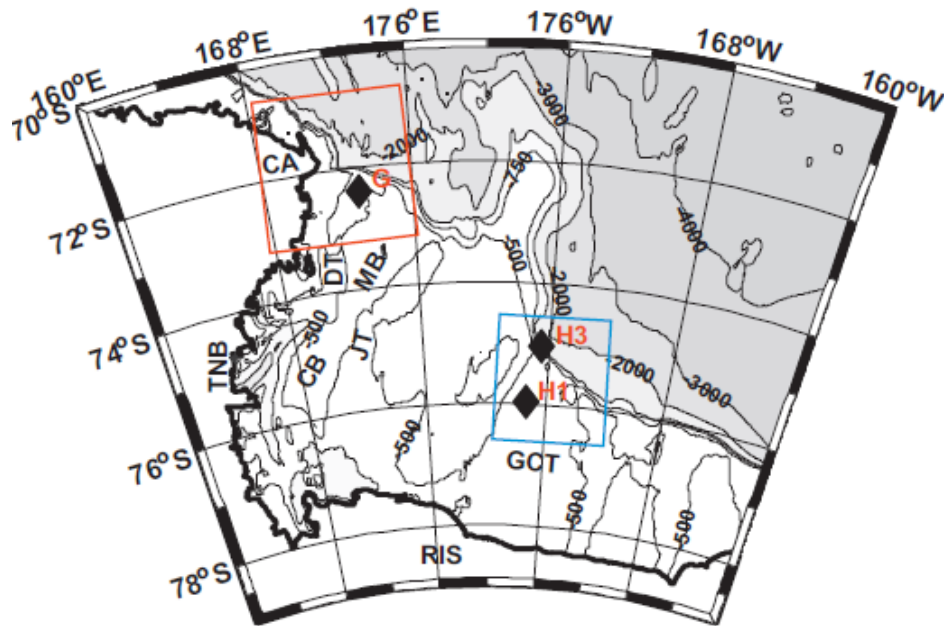 160°E
168°E
176°E
176°W
168°W
160°W
70°S
72°S
74°S
76°S
78°S
-3000
-2000
CA
G
-750
-4000
-500
DT
MB
2000
-500
JT
H3
TNB
CB
-2000
-3000
H1
-500
GCT
-500
-500
RIS